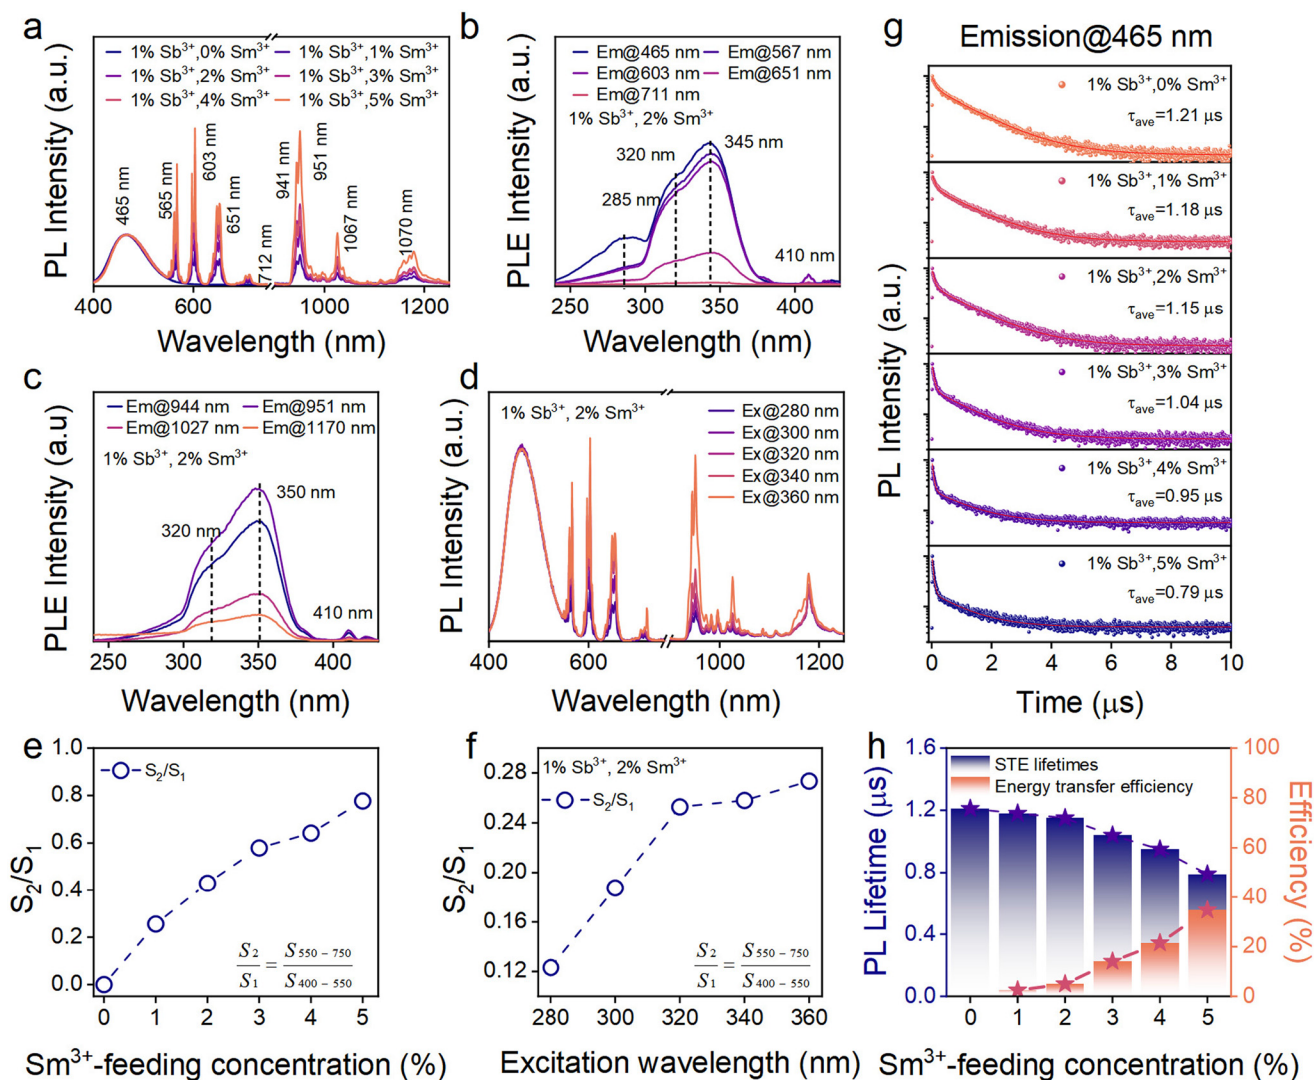 a
PL Intensity (a.u.)
1% Sb³⁺,0% Sm³⁺
1% Sb³⁺,1% Sm³⁺
1% Sb³⁺,2% Sm³⁺
1% Sb³⁺,3% Sm³⁺
1% Sb³⁺,4% Sm³⁺
1% Sb³⁺,5% Sm³⁺
465 nm
565 nm
603 nm
651 nm
712 nm
941 nm
951 nm
1067 nm
1070 nm
400 600 1000 1200
Wavelength (nm)
b
PLE Intensity (a.u.)
Em@465 nm
Em@567 nm
Em@603 nm
Em@651 nm
Em@711 nm
1% Sb³⁺, 2% Sm³⁺
285 nm
320 nm
345 nm
410 nm
250 300 350 400
Wavelength (nm)
c
PLE Intensity (a.u)
Em@944 nm
Em@951 nm
Em@1027 nm
Em@1170 nm
1% Sb³⁺, 2% Sm³⁺
320 nm
350 nm
410 nm
250 300 350 400
Wavelength (nm)
d
PL Intensity (a.u.)
1% Sb³⁺, 2% Sm³⁺
Ex@280 nm
Ex@300 nm
Ex@320 nm
Ex@340 nm
Ex@360 nm
400 600 1000 1200
Wavelength (nm)
e
S₂/S₁
1.0
0.8
0.6
0.4
0.2
0.0
S₂/S₁
S₂/S₁ = S₅₅₀₋₇₅₀/S₄₀₀₋₅₅₀
0 1 2 3 4 5
Sm³⁺-feeding concentration (%)
f
S₂/S₁
0.28
0.24
0.20
0.16
0.12
1% Sb³⁺, 2% Sm³⁺
S₂/S₁
S₂/S₁ = S₅₅₀₋₇₅₀/S₄₀₀₋₅₅₀
280 300 320 340 360
Excitation wavelength (nm)
g
Emission@465 nm
PL Intensity (a.u.)
1% Sb³⁺,0% Sm³⁺
τave=1.21 μs
1% Sb³⁺,1% Sm³⁺
τave=1.18 μs
1% Sb³⁺,2% Sm³⁺
τave=1.15 μs
1% Sb³⁺,3% Sm³⁺
τave=1.04 μs
1% Sb³⁺,4% Sm³⁺
τave=0.95 μs
1% Sb³⁺,5% Sm³⁺
τave=0.79 μs
0 2 4 6 8 10
Time (μs)
h
PL Lifetime (μs)
1.6
1.2
0.8
0.4
0.0
STE lifetimes
Energy transfer efficiency
100
80
60
40
20
0
Efficiency (%)
0 1 2 3 4 5
Sm³⁺-feeding concentration (%)